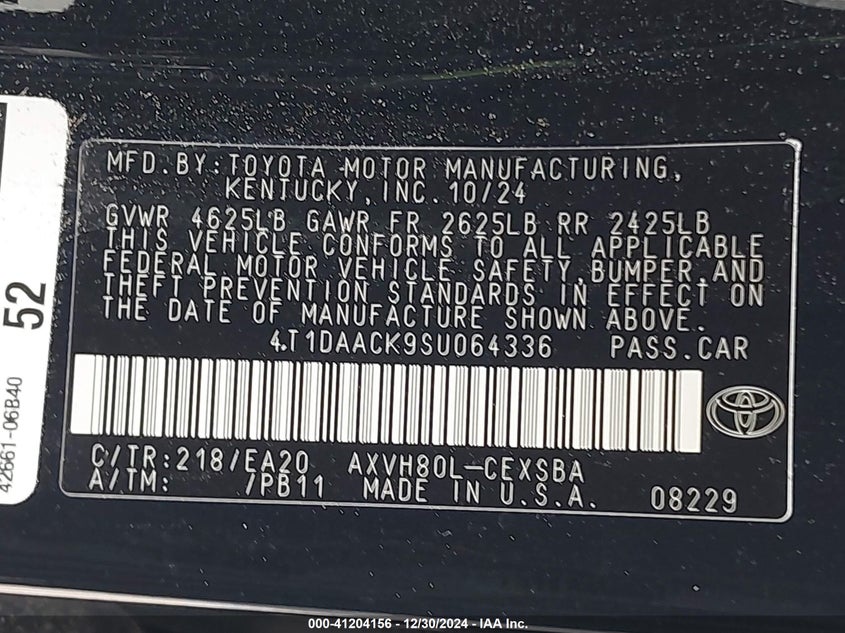 MFD.BY:TOYOTA MOTOR MANUFACTURING,
KENTUCKY,INC.10/24
GVWR 4625LB GAWR FR 2625LB RR 2425LB
THIS VEHICLE CONFORMS TO ALL APPLICABLE
FEDERAL MOTOR VEHICLE SAFETY,BUMPER,AND
THEFT PREVENTION STANDARDS IN EFFECT ON
THE DATE OF MANUFACTURE SHOWN ABOVE.
4T1DAACK9SU064336 PASS.CAR
C/TR:218/EA20 AXVH80L-CEXSBA
A/TM: /PB11 MADE IN U.S.A. 08229
52
42661-06B40
000-41204156 - 12/30/2024 - IAA Inc.